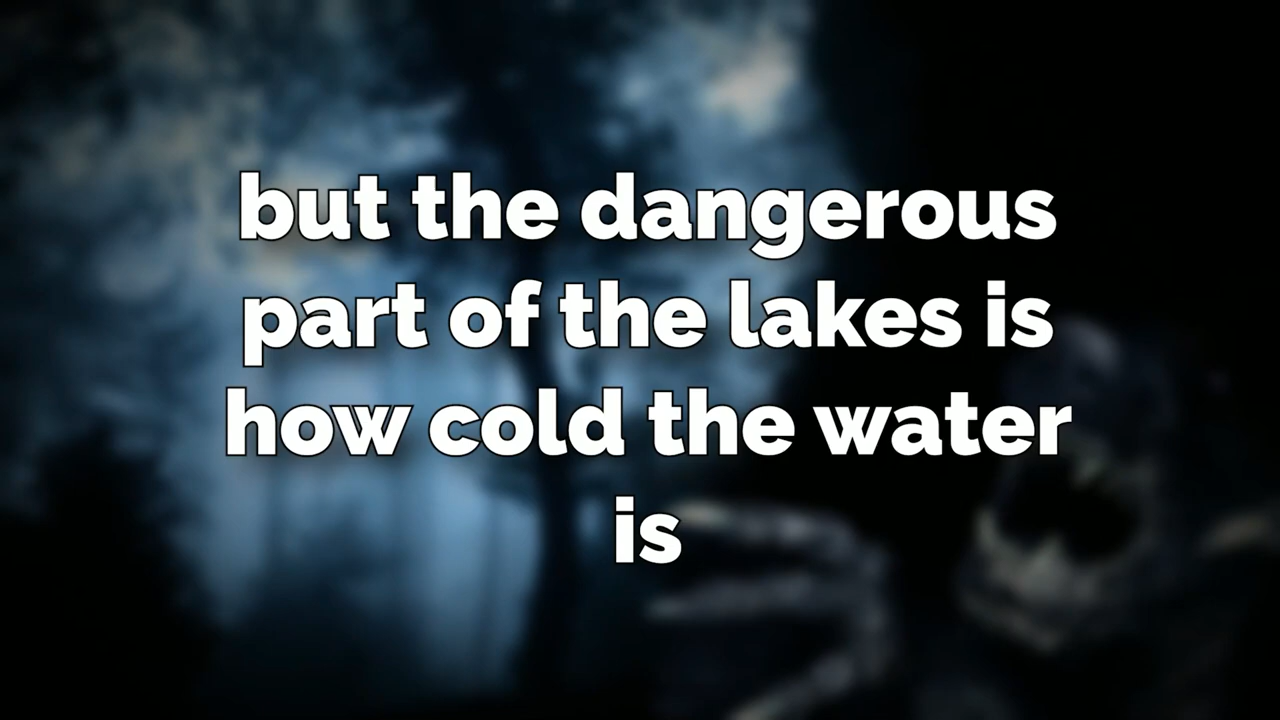 but the dangerous
part of the lakes is
how cold the water
is